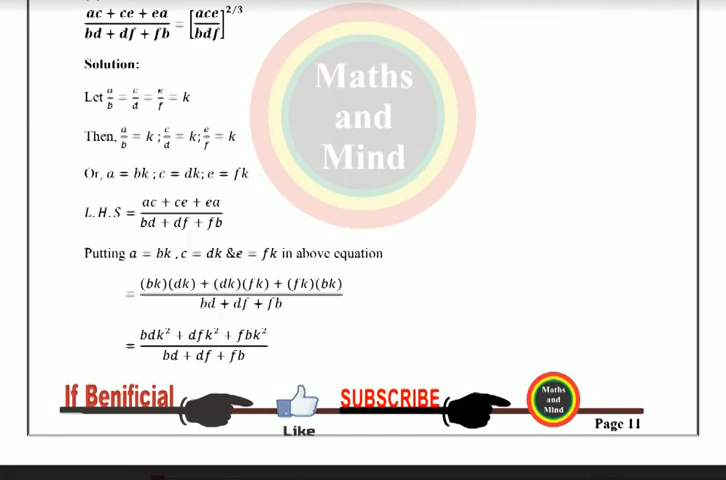 (ac + ce + ea)/(bd + df + fb) = [ace/bdf]^2/3
Solution:
Let a/b = c/d = e/f = k
Then, a/b = k ; c/d = k; e/f = k
Or, a = bk ; c = dk; e = fk
L.H.S = (ac + ce + ea)/(bd + df + fb)
Putting a = bk , c = dk &e = fk in above equation
= ((bk)(dk) + (dk)(fk) + (fk)(bk))/(bd + df + fb)
= (bdk² + dfk² + fbk²)/(bd + df + fb)
Maths
and
Mind
If Benificial
Like
SUBSCRIBE
Maths
and
Mind
Page 11